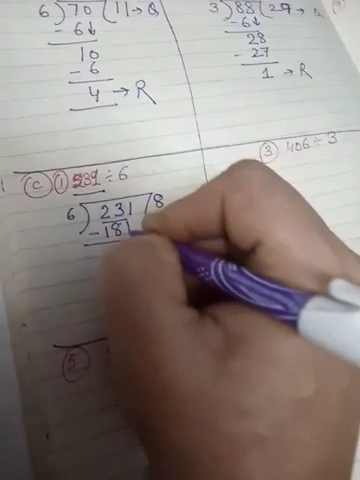 6) 70 (11→Q
- 6↓
10
- 6
4 → R
3) 88 (29→
- 6↓
28
- 27
1 → R
C 1 231 ÷ 6
3 406 ÷ 3
6) 231 / 8
- 18
5